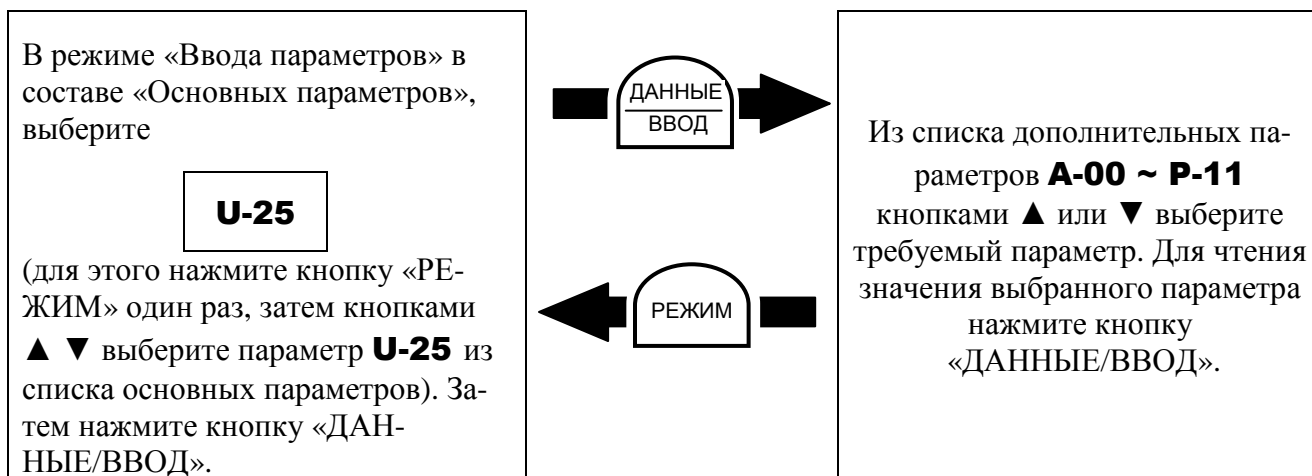 В режиме «Ввода параметров» в
составе «Основных параметров»,
выберите
U-25
(для этого нажмите кнопку «РЕ-
ЖИМ» один раз, затем кнопками
▲ ▼ выберите параметр U-25 из
списка основных параметров). За-
тем нажмите кнопку «ДАН-
НЫЕ/ВВОД».
ДАННЫЕ
ВВОД
РЕЖИМ
Из списка дополнительных па-
раметров A-00 ~ P-11
кнопками ▲ или ▼ выберите
требуемый параметр. Для чтения
значения выбранного параметра
нажмите кнопку
«ДАННЫЕ/ВВОД».